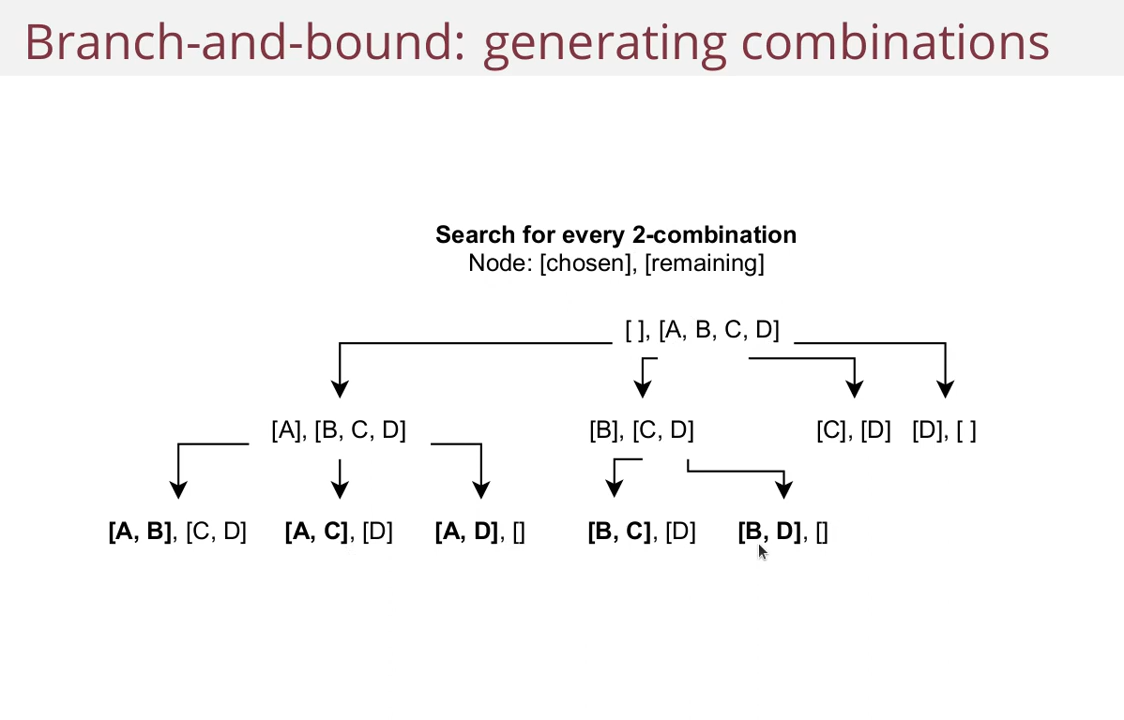 Branch-and-bound: generating combinations
Search for every 2-combination
Node: [chosen], [remaining]
[ ], [A, B, C, D]
[A], [B, C, D] [B], [C, D] [C], [D] [D], [ ]
[A, B], [C, D] [A, C], [D] [A, D], [] [B, C], [D] [B, D], []